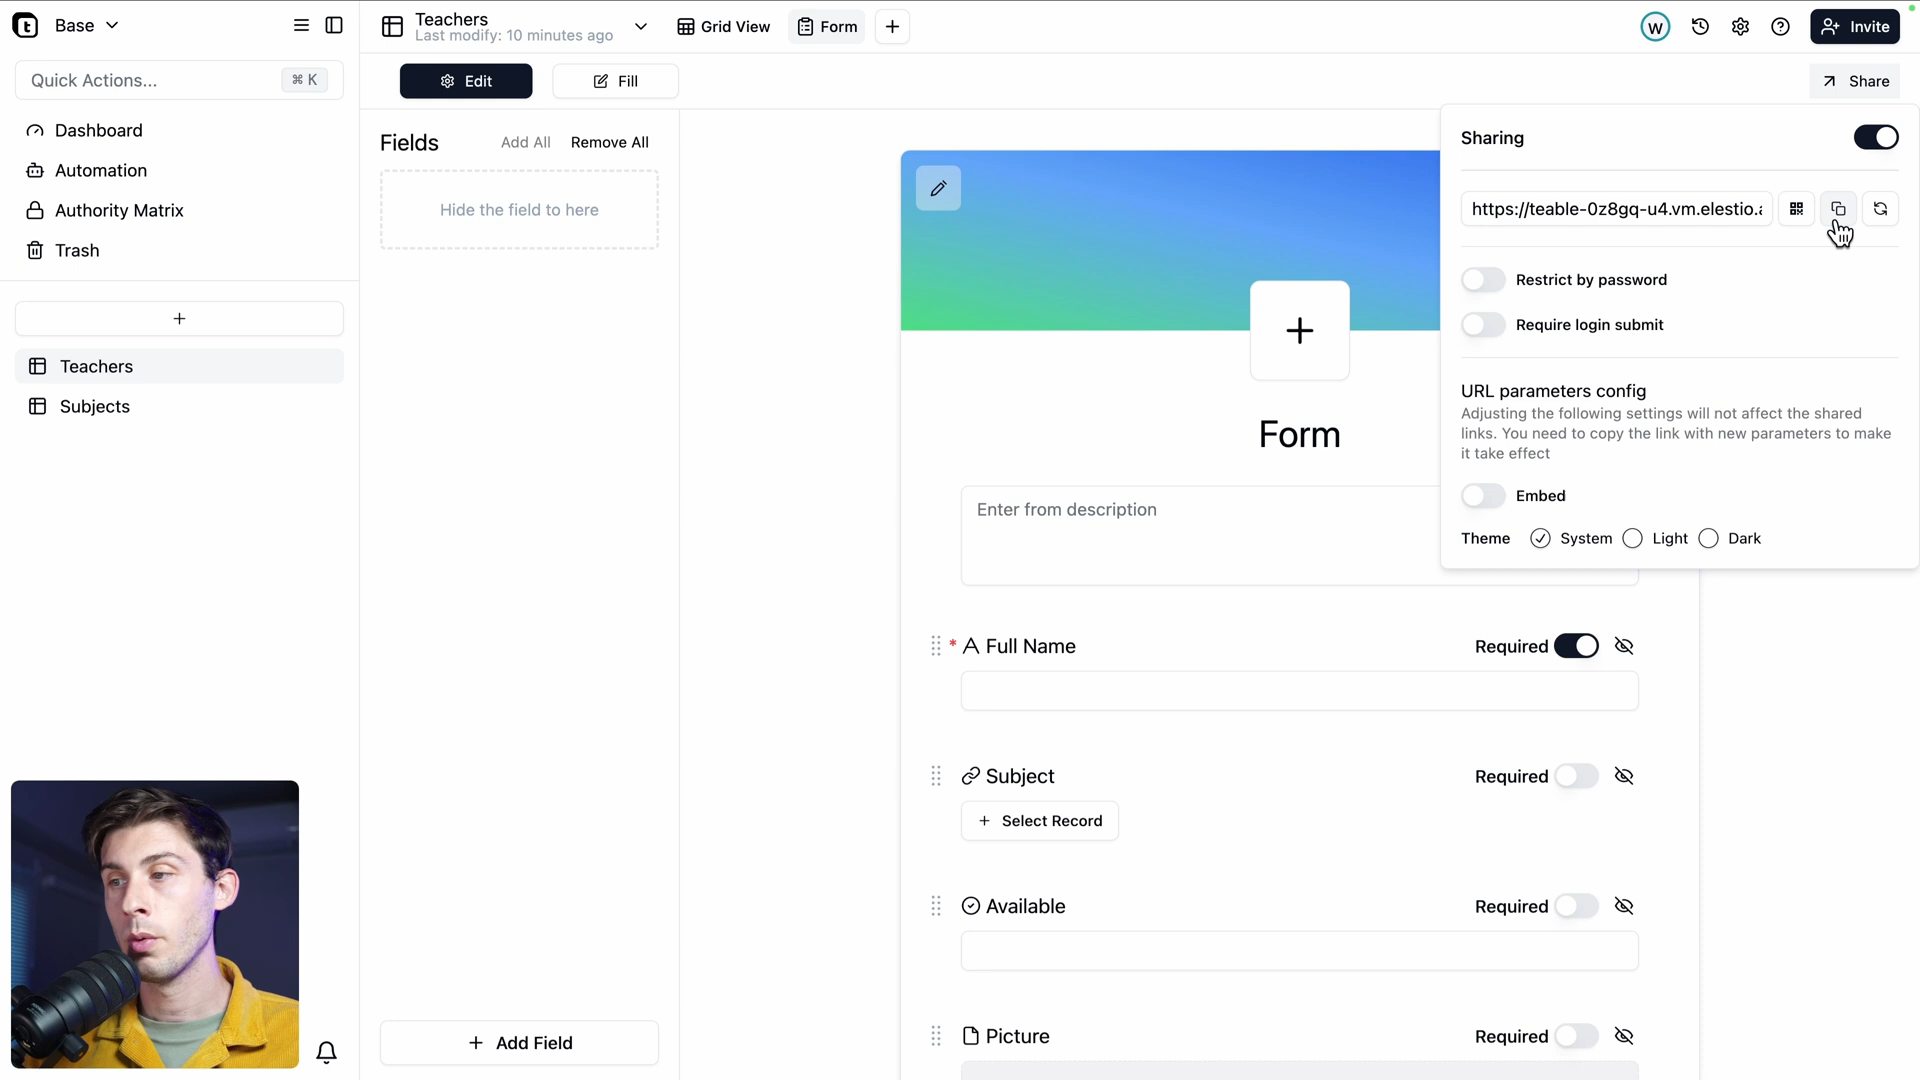 Base
Quick Actions...
⌘ K
Dashboard
Automation
Authority Matrix
Trash
+
Teachers
Subjects
Teachers
Last modify: 10 minutes ago
Grid View
Form
+
W
Invite
Edit
Fill
Share
Fields
Add All
Remove All
Hide the field to here
Add Field
Form
Enter from description
* Full Name
Required
Subject
Required
Select Record
Available
Required
Picture
Required
Sharing
https://teable-0z8gq-u4.vm.elestio.a
Restrict by password
Require login submit
URL parameters config
Adjusting the following settings will not affect the shared
links. You need to copy the link with new parameters to make
it take effect
Embed
Theme
System
Light
Dark